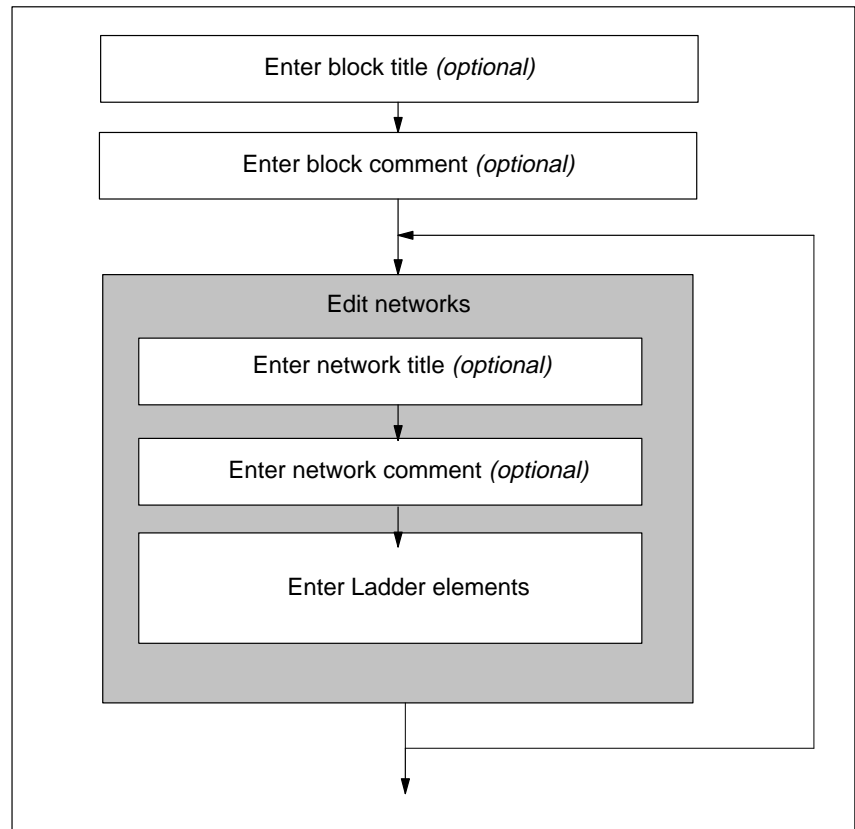 Enter block title (optional)
Enter block comment (optional)
Edit networks
Enter network title (optional)
Enter network comment (optional)
Enter Ladder elements